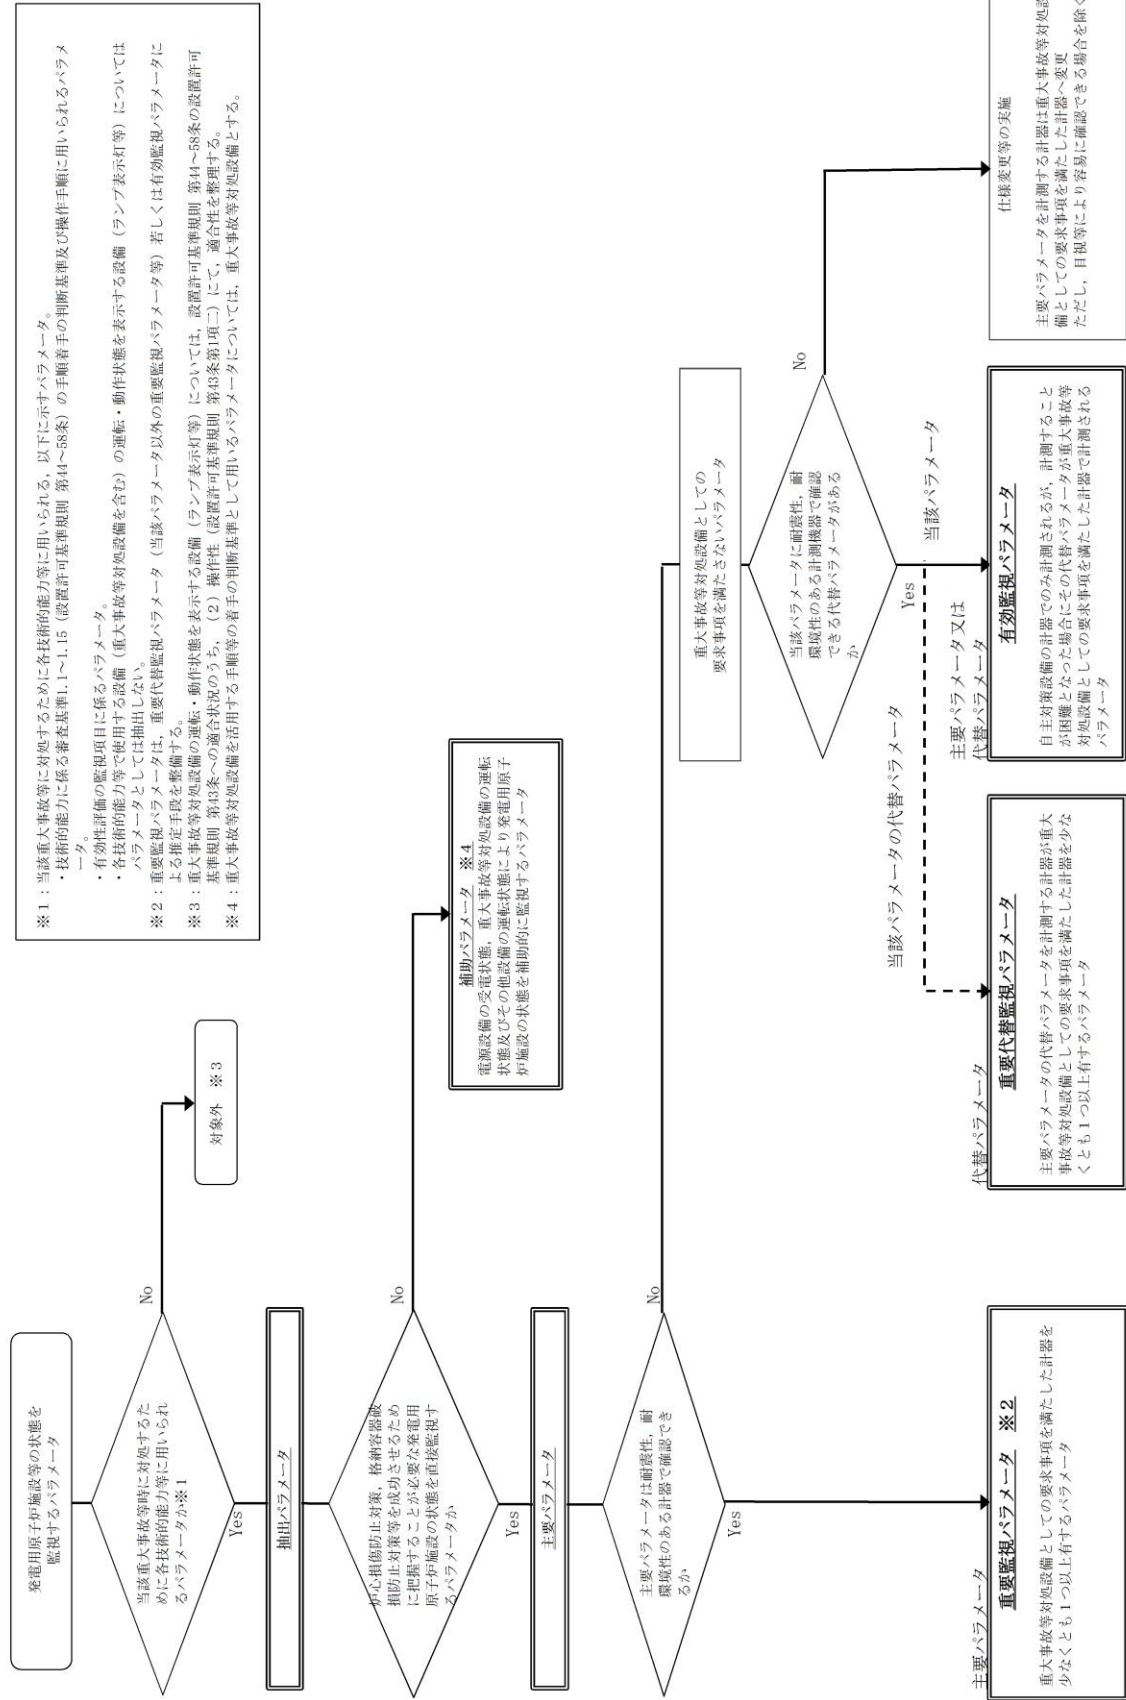 発電用原子炉施設等の状態を
監視するパラメータ
当該重大事故等時に対処するた
めに各技術的能力等に用いられ
るパラメータか※1
No
対象外 ※3
Yes
抽出パラメータ
炉心損傷防止対策，格納容器破
損防止対策等を成功させるため
に把握することが必要な発電用
原子炉施設の状態を直接監視す
るパラメータか
No
補助パラメータ ※4
電源設備の受電状態，重大事故等対処設備の運転
状態及びその他設備の運転状態により発電用原子
炉施設の状態を補助的に監視するパラメータ
Yes
主要パラメータ
主要パラメータは耐震性，耐
環境性のある計器で確認でき
るか
No
Yes
重大事故等対処設備としての
要求事項を満たさないパラメータ
当該パラメータに耐震性，耐
環境性のある計測機器で確認
できる代替パラメータがある
か
No
Yes
当該パラメータ
当該パラメータの代替パラメータ
主要パラメータ
重要監視パラメータ ※2
重大事故等対処設備としての要求事項を満たした計器を
少なくとも1つ以上有するパラメータ
代替パラメータ
重要代替監視パラメータ
主要パラメータの代替パラメータを計測する計器が重大
事故等対処設備としての要求事項を満たした計器を少な
くとも1つ以上有するパラメータ
主要パラメータ又は
代替パラメータ
有効監視パラメータ
自主対策設備の計器でのみ計測されるが，計測すること
が困難となった場合にその代替パラメータが重大事故等
対処設備としての要求事項を満たした計器で計測される
パラメータ
仕様変更等の実施
主要パラメータを計測する計器は重大事故等対処設
備としての要求事項を満たした計器へ変更
ただし，目視等により容易に確認できる場合を除く
※1：当該重大事故等に対処するために各技術的能力等に用いられる，以下に示すパラメータ。
・技術的能力に係る審査基準1.1～1.15（設置許可基準規則 第44～58条）の手順着手の判断基準及び操作手順に用いられるパラメ
ータ。
・有効性評価の監視項目に係るパラメータ。
・各技術的能力等で使用する設備（重大事故等対処設備を含む）の運転・動作状態を表示する設備（ランプ表示灯等）については
パラメータとしては抽出しない。
※2：重要監視パラメータは，重要代替監視パラメータ（当該パラメータ以外の重要監視パラメータ等）若しくは有効監視パラメータに
よる推定手段を整備する。
※3：重大事故等対処設備の運転・動作状態を表示する設備（ランプ表示灯等）については，設置許可基準規則 第44～58条の設置許可
基準規則 第43条への適合状況のうち，（2）操作性（設置許可基準規則 第43条第1項二）にて，適合性を整理する。
※4：重大事故等対処設備を活用する手順等の着手の判断基準として用いるパラメータについては，重大事故等対処設備とする。